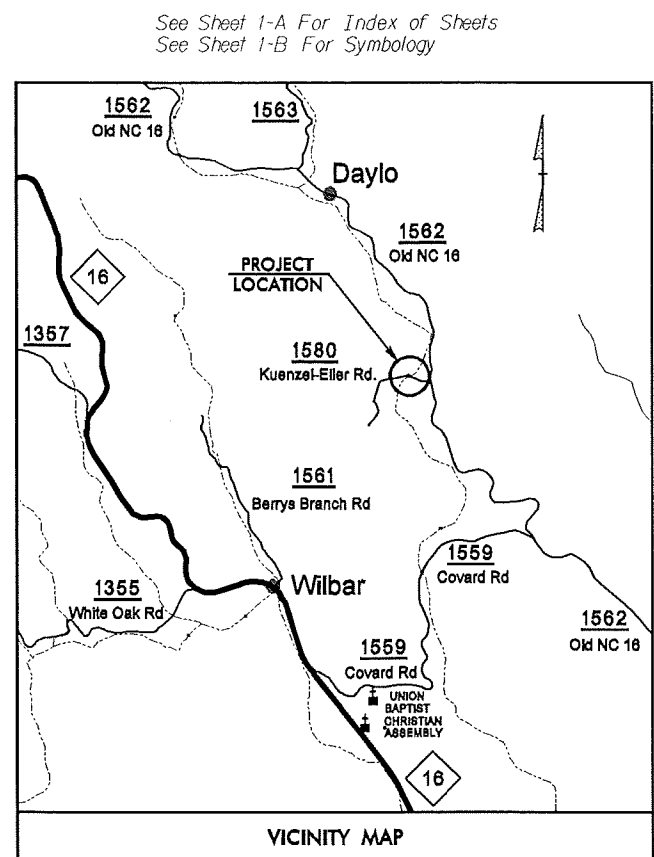 See Sheet 1-A For Index of Sheets
See Sheet 1-B For Symbology
1562
Old NC 16
1563
Daylo
1562
Old NC 16
PROJECT
LOCATION
16
1357
1580
Kuenzel-Eller Rd.
1561
Berrys Branch Rd
1559
Covard Rd
1355
White Oak Rd
Wilbar
1562
Old NC 16
1559
Covard Rd
UNION
BAPTIST
CHRISTIAN
ASSEMBLY
16
VICINITY MAP